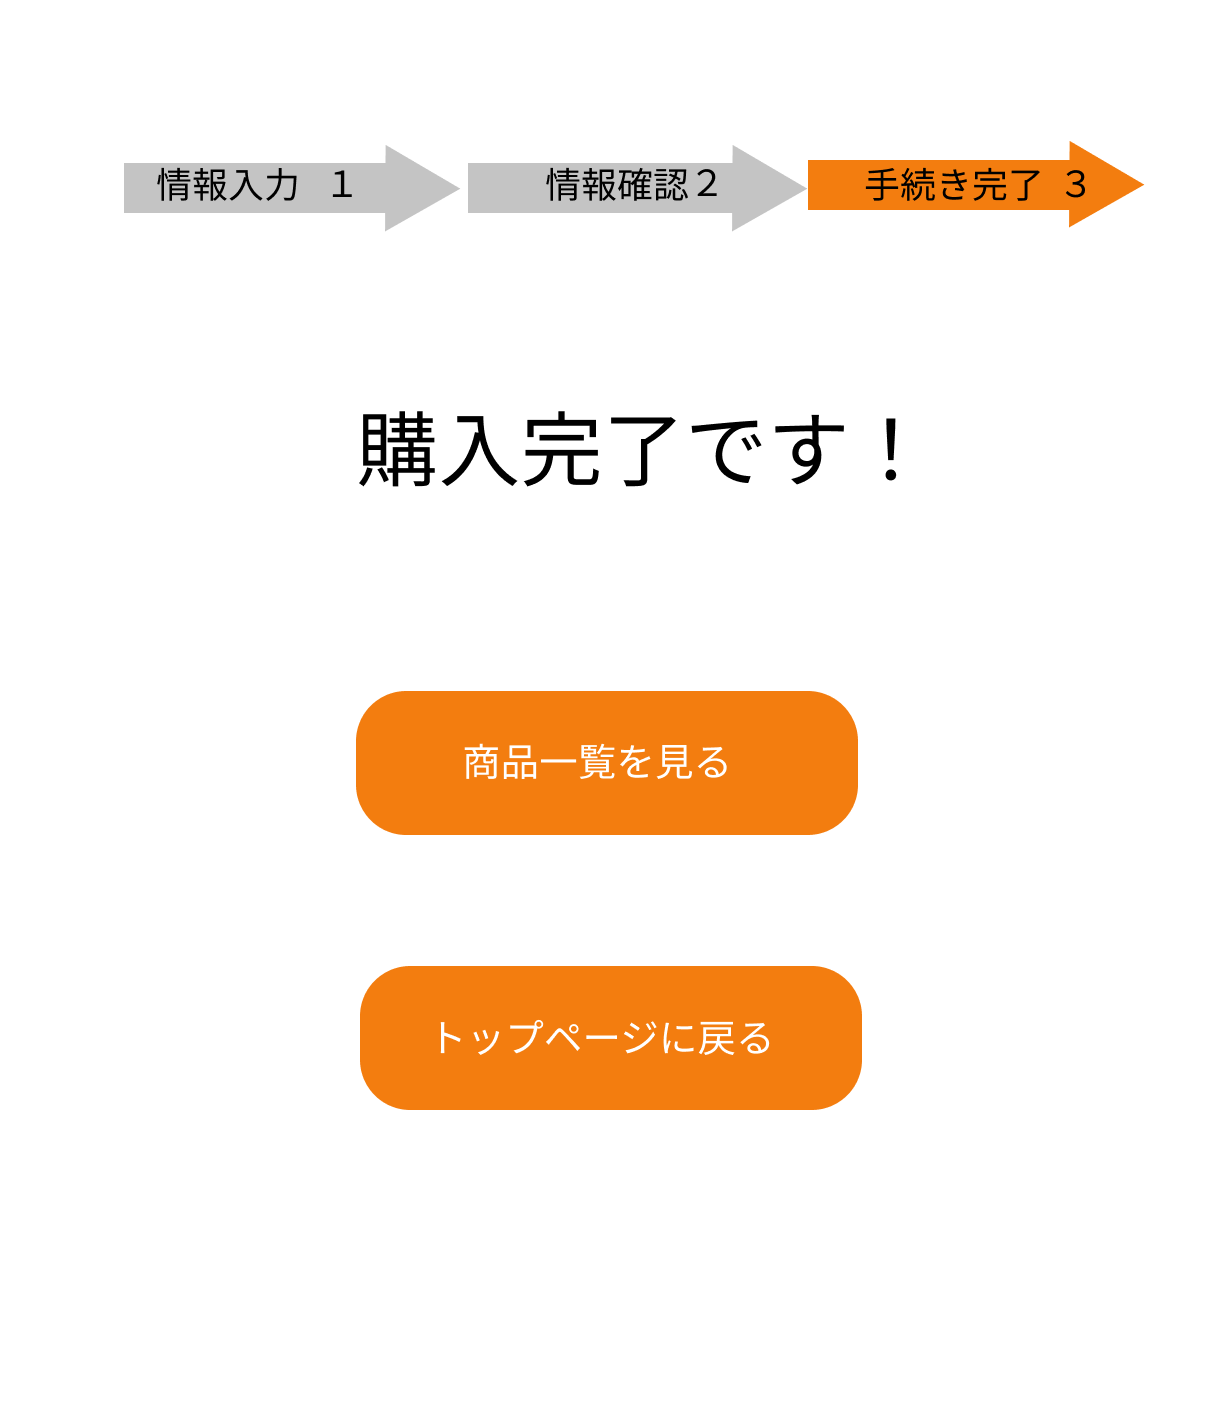 情報入力　１
情報確認２
手続き完了 ３
購入完了です！
商品一覧を見る
トップページに戻る